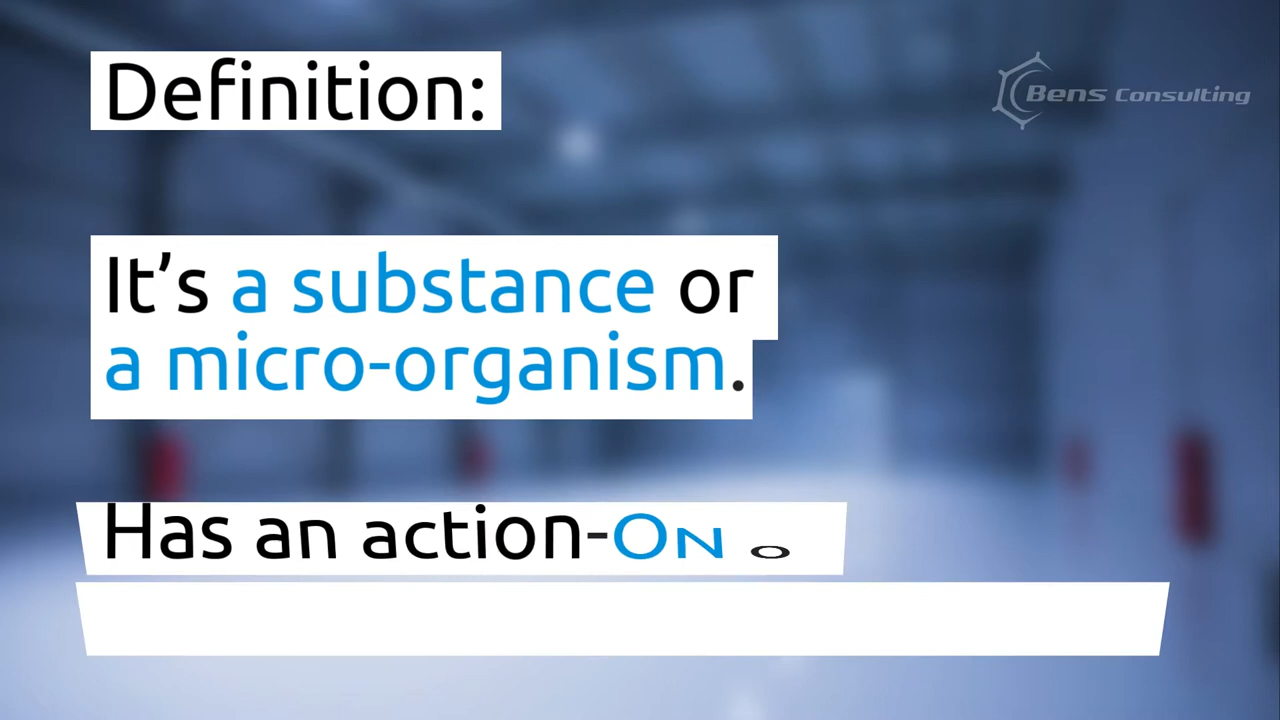 Definition:
Bens Consulting
It’s a substance or
a micro-organism.
Has an action-ON o